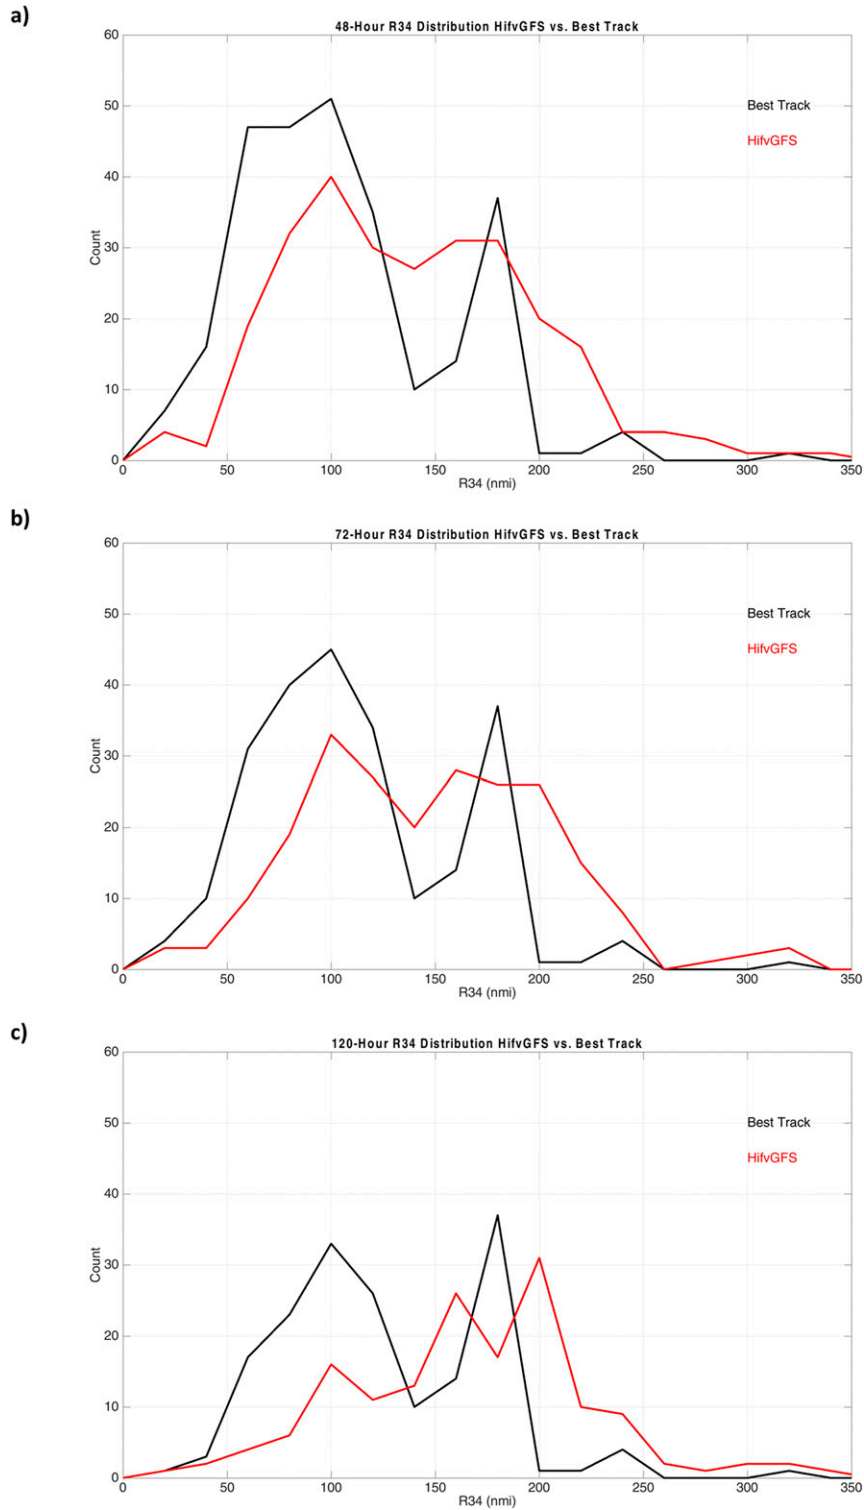 a)
48-Hour R34 Distribution HifvGFS vs. Best Track
60
50
40
30
20
10
0
Count
Best Track
HifvGFS
0 50 100 150 200 250 300 350
R34 (nmi)
b)
72-Hour R34 Distribution HifvGFS vs. Best Track
60
50
40
30
20
10
0
Count
Best Track
HifvGFS
0 50 100 150 200 250 300 350
R34 (nmi)
c)
120-Hour R34 Distribution HifvGFS vs. Best Track
60
50
40
30
20
10
0
Count
Best Track
HifvGFS
0 50 100 150 200 250 300 350
R34 (nmi)